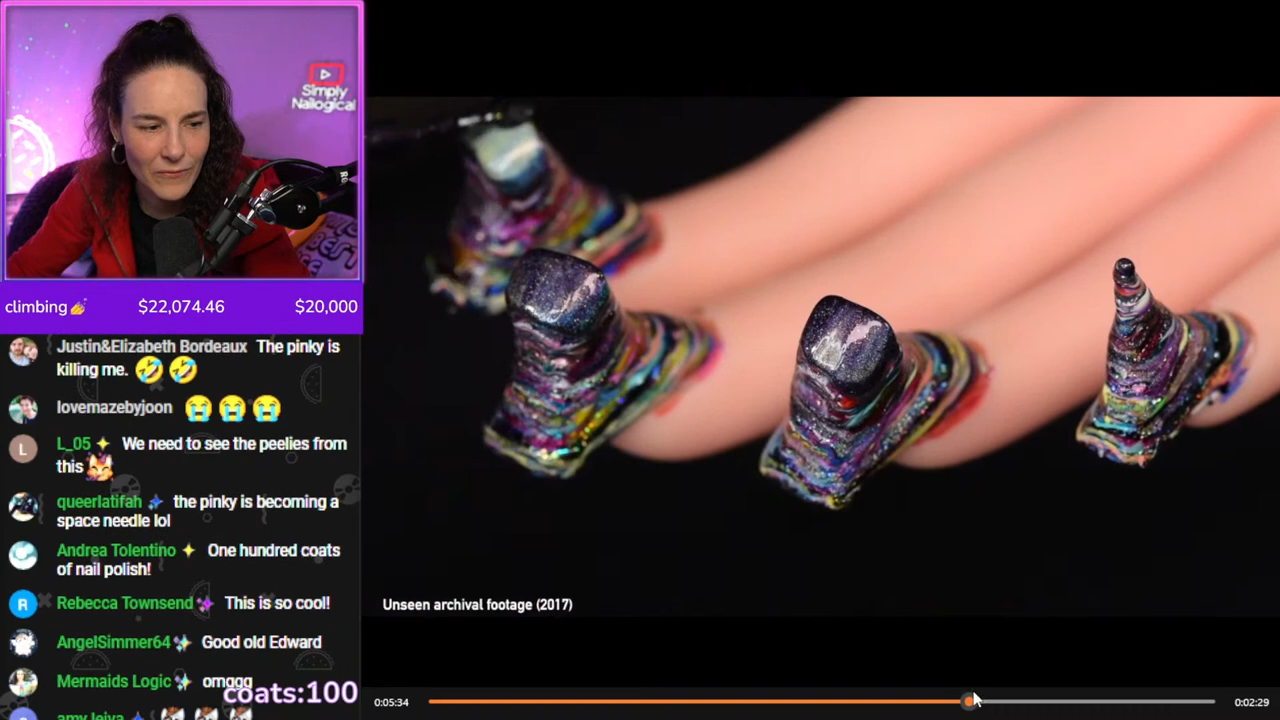 Simply
Nailogical
climbing💅 $22,074.46 $20,000
Justin&Elizabeth Bordeaux The pinky is
killing me. 🤣 🤣
lovemazebyjoon 😭 😭 😭
L
L_05 We need to see the peelies from
this
queerlatifah the pinky is becoming a
space needle lol
Andrea Tolentino One hundred coats
of nail polish!
R
Rebecca Townsend This is so cool!
AngelSimmer64 Good old Edward
Mermaids Logic omggg
coats:100
Unseen archival footage (2017)
0:05:34
0:02:29